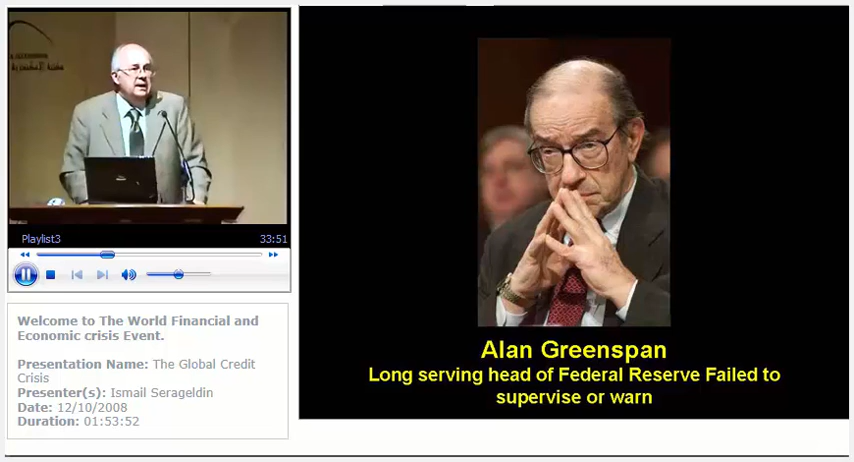 Playlist3
33:51
Welcome to The World Financial and
Economic crisis Event.
Presentation Name: The Global Credit
Crisis
Presenter(s): Ismail Serageldin
Date: 12/10/2008
Duration: 01:53:52
Alan Greenspan
Long serving head of Federal Reserve Failed to
supervise or warn